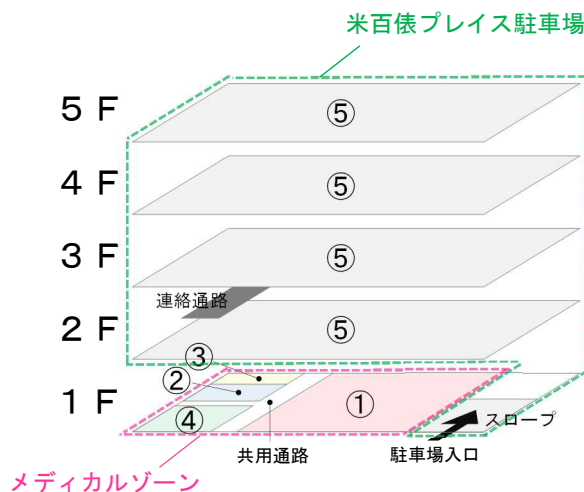 米百俵プレイス駐車場
５Ｆ
⑤
４Ｆ
⑤
３Ｆ
⑤
連絡通路
２Ｆ
⑤
③
②
１Ｆ
①
④
スロープ
共用通路
駐車場入口
メディカルゾーン